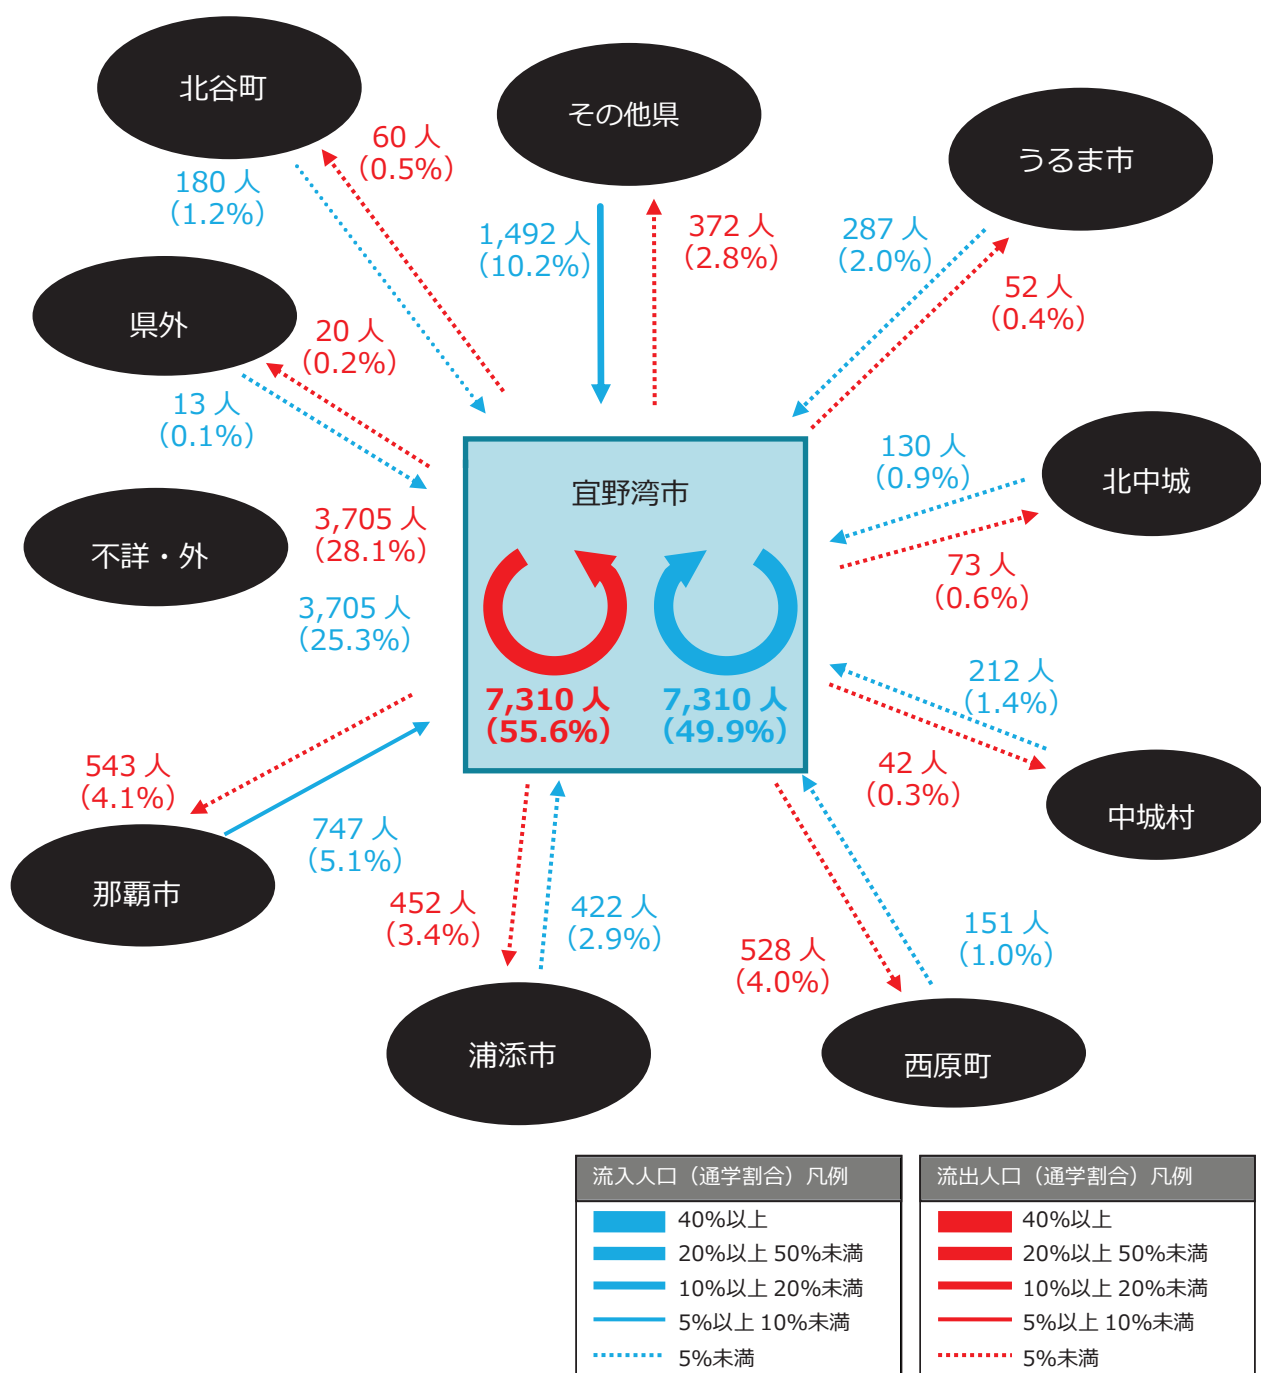 北谷町
その他県
うるま市
60 人
(0.5%)
180 人
(1.2%)
1,492 人
(10.2%)
372 人
(2.8%)
287 人
(2.0%)
52 人
(0.4%)
県外
20 人
(0.2%)
13 人
(0.1%)
宜野湾市
130 人
(0.9%)
北中城
73 人
(0.6%)
不詳・外
3,705 人
(28.1%)
3,705 人
(25.3%)
7,310 人
(55.6%)
7,310 人
(49.9%)
212 人
(1.4%)
42 人
(0.3%)
中城村
543 人
(4.1%)
747 人
(5.1%)
那覇市
452 人
(3.4%)
422 人
(2.9%)
528 人
(4.0%)
151 人
(1.0%)
浦添市
西原町
流入人口（通学割合）凡例
40%以上
20%以上 50%未満
10%以上 20%未満
5%以上 10%未満
5%未満
流出人口（通学割合）凡例
40%以上
20%以上 50%未満
10%以上 20%未満
5%以上 10%未満
5%未満